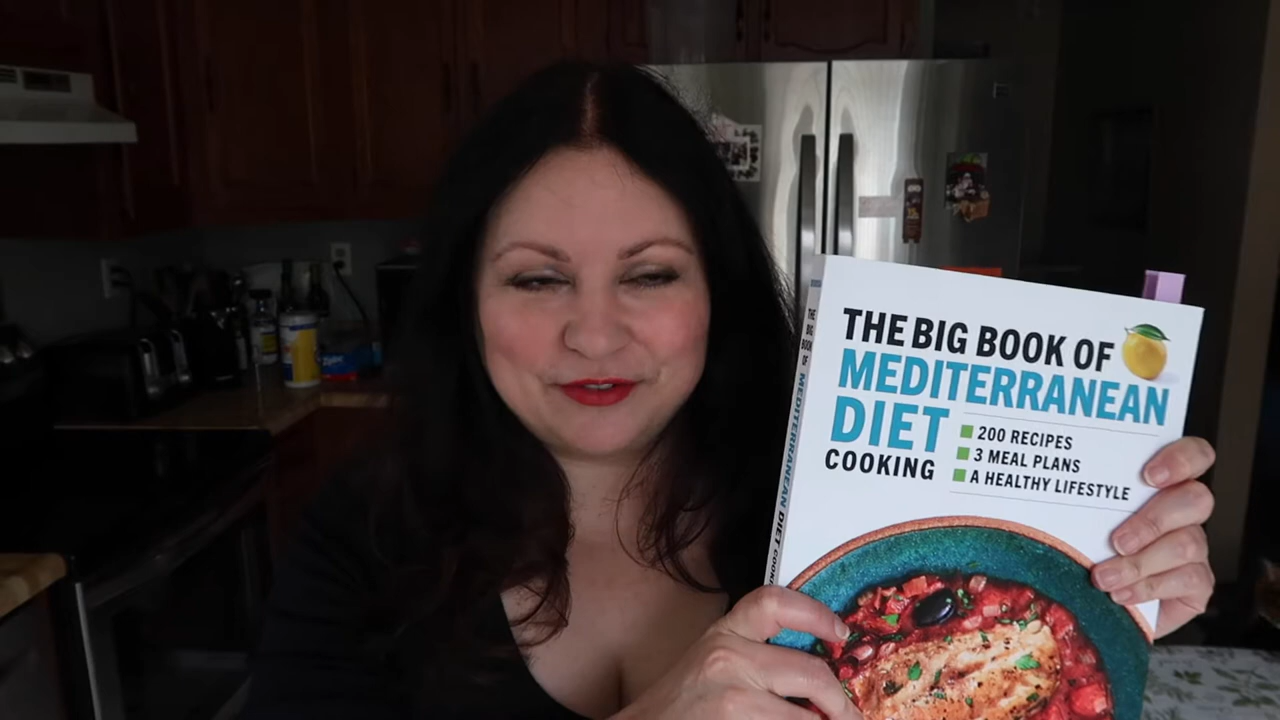 THE BIG BOOK OF
MEDITERRANEAN
DIET
COOKING
200 RECIPES
3 MEAL PLANS
A HEALTHY LIFESTYLE
THE BIG BOOK OF MEDITERRANEAN DIET